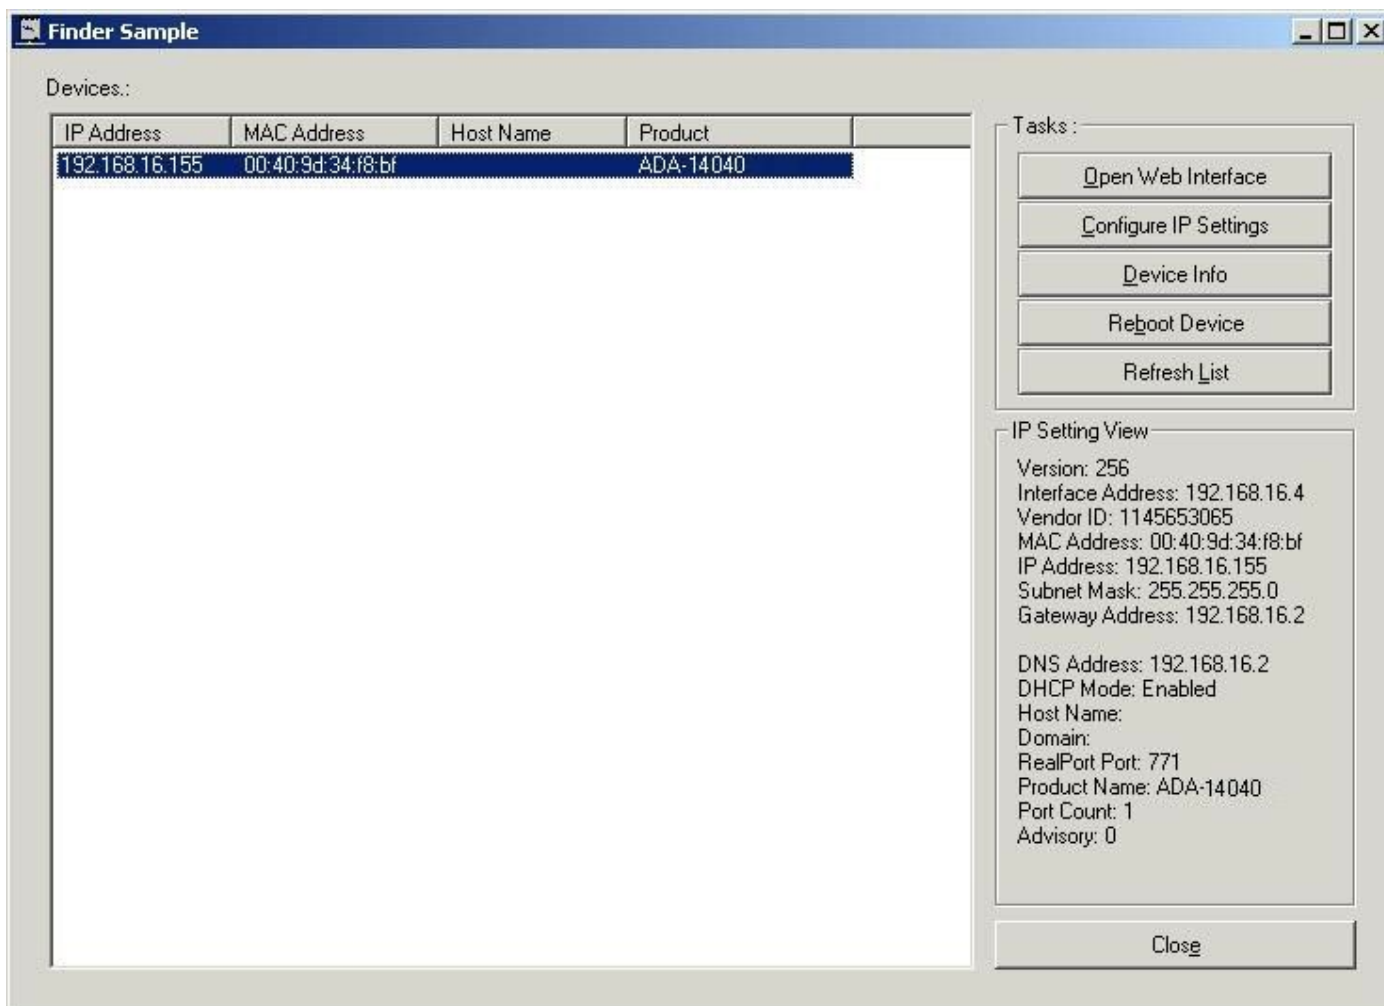 Finder Sample
Devices.:
IP Address MAC Address Host Name Product
192.168.16.155 00:40:9d:34:f8:bf ADA-14040
Tasks :
Open Web Interface
Configure IP Settings
Device Info
Reboot Device
Refresh List
IP Setting View
Version: 256
Interface Address: 192.168.16.4
Vendor ID: 1145653065
MAC Address: 00:40:9d:34:f8:bf
IP Address: 192.168.16.155
Subnet Mask: 255.255.255.0
Gateway Address: 192.168.16.2
DNS Address: 192.168.16.2
DHCP Mode: Enabled
Host Name:
Domain:
RealPort Port: 771
Product Name: ADA-14040
Port Count: 1
Advisory: 0
Close